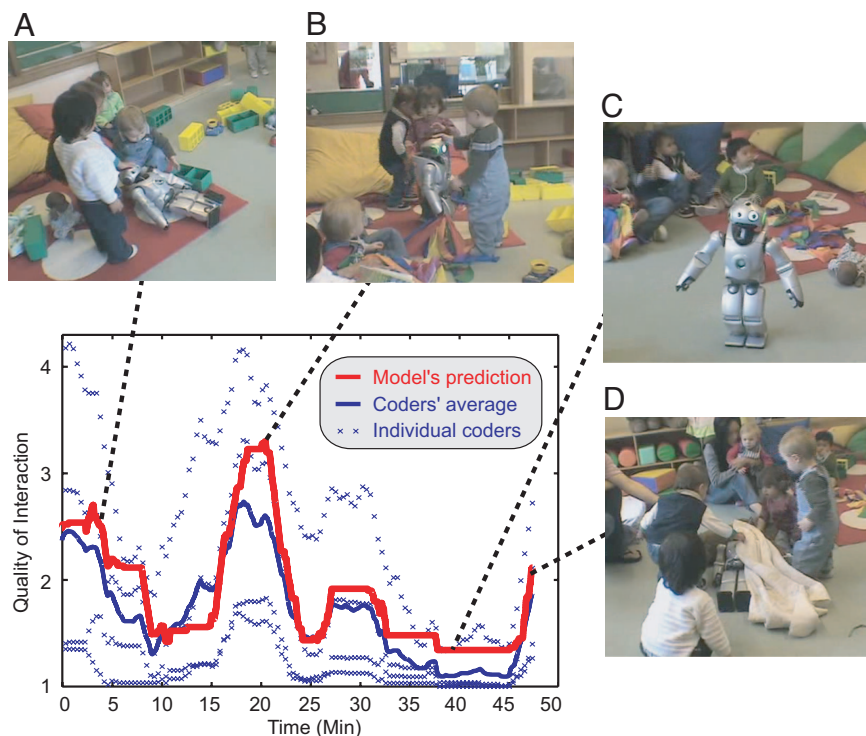 A
B
C
D
4
3
2
1
Quality of Interaction
Model's prediction
Coders' average
Individual coders
0 5 10 15 20 25 30 35 40 45 50
Time (Min)